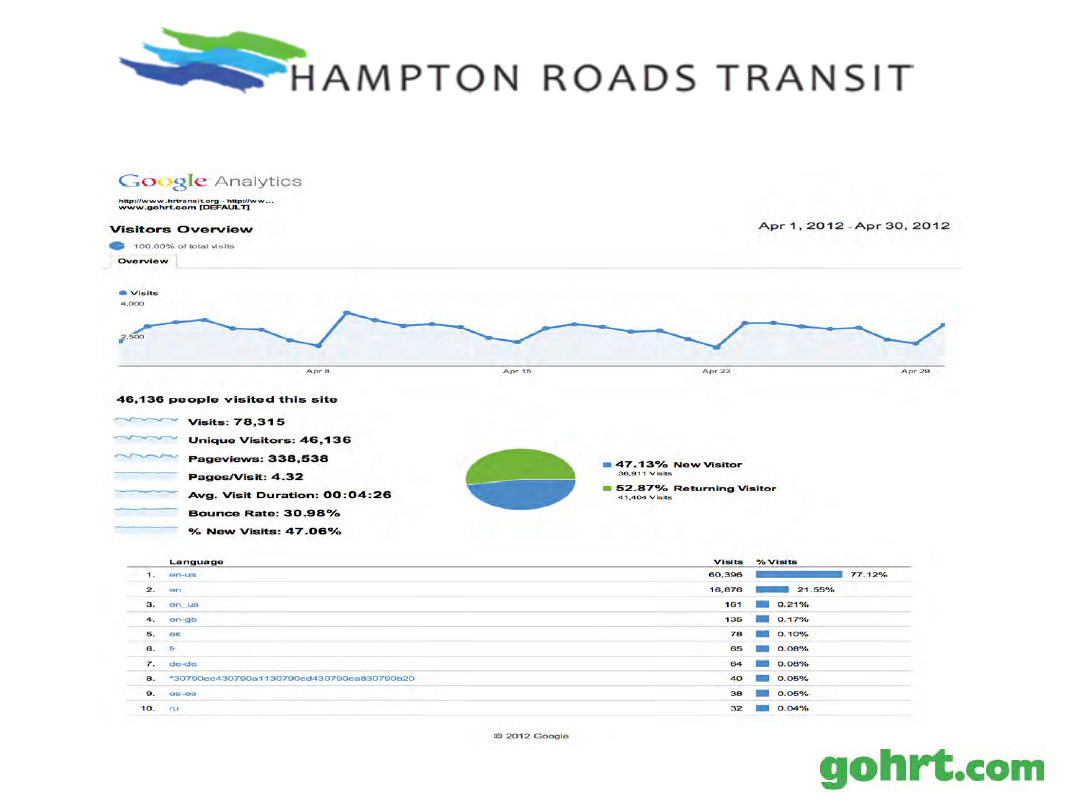 HAMPTON ROADS TRANSIT
Google Analytics
http://www.hrtransit.org - http://ww...
www.gohrt.com [DEFAULT]
Visitors Overview
Apr 1, 2012 - Apr 30, 2012
100.00% of total visits
Overview
Visits
4,000
2,500
Apr 8 Apr 15 Apr 22 Apr 29
46,136 people visited this site
Visits: 78,315
Unique Visitors: 46,136
Pageviews: 338,538
Pages/Visit: 4.32
Avg. Visit Duration: 00:04:26
Bounce Rate: 30.98%
% New Visits: 47.06%
47.13% New Visitor
36,911 Visits
52.87% Returning Visitor
41,404 Visits
Language Visits % Visits
1. en-us 60,396 77.12%
2. en 16,876 21.55%
3. en_us 161 0.21%
4. en-gb 135 0.17%
5. es 78 0.10%
6. fr 65 0.08%
7. de-de 64 0.08%
8. 40 0.05%
9. es-es 38 0.05%
10. ru 32 0.04%
© 2012 Google
gohrt.com